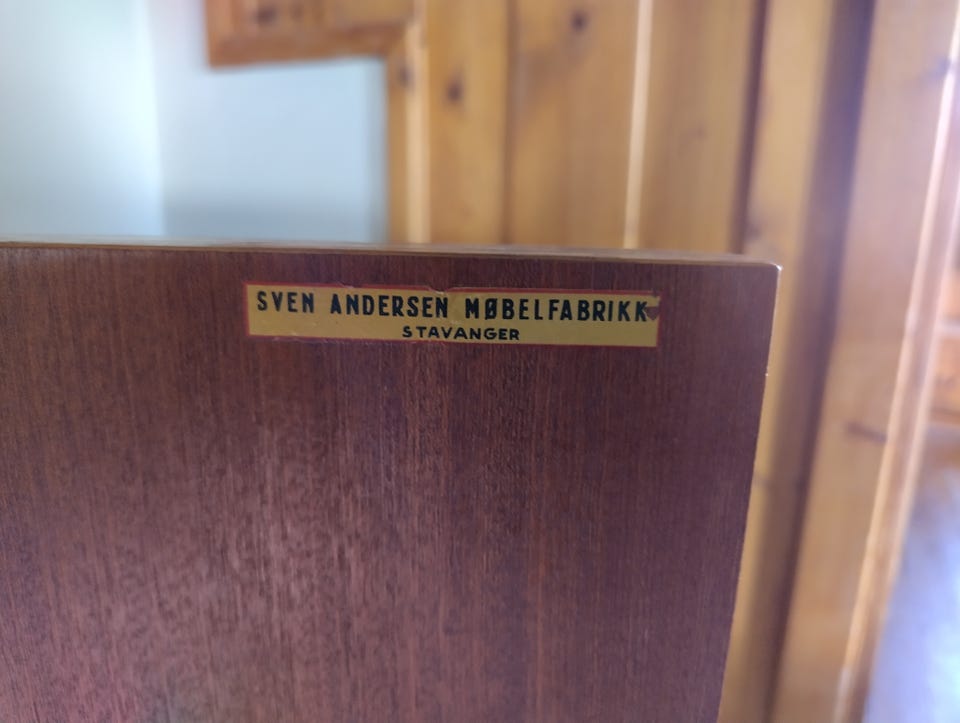 SVEN ANDERSEN MØBELFABRIKK
STAVANGER